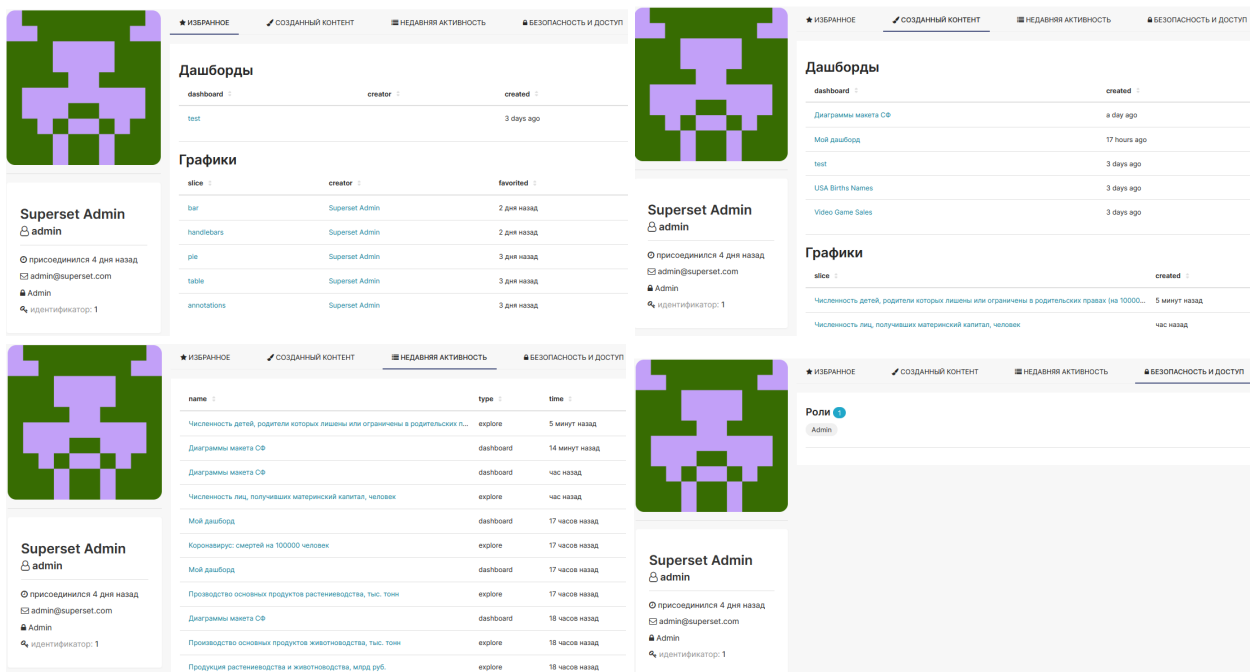 ИЗБРАННОЕ СОЗДАННЫЙ КОНТЕНТ НЕДАВНЯЯ АКТИВНОСТЬ БЕЗОПАСНОСТЬ И ДОСТУП
Дашборды
dashboard creator created
test 3 days ago
Графики
slice creator favorited
bar Superset Admin 2 дня назад
handlebars Superset Admin 2 дня назад
pie Superset Admin 3 дня назад
table Superset Admin 3 дня назад
annotations Superset Admin 3 дня назад
Superset Admin
admin
присоединился 4 дня назад
admin@superset.com
Admin
идентификатор: 1
ИЗБРАННОЕ СОЗДАННЫЙ КОНТЕНТ НЕДАВНЯЯ АКТИВНОСТЬ БЕЗОПАСНОСТЬ И ДОСТУП
Дашборды
dashboard created
Диаграммы макета СФ a day ago
Мой дашборд 17 hours ago
test 3 days ago
USA Births Names 3 days ago
Video Game Sales 3 days ago
Графики
slice created
Численность детей, родители которых лишены или ограничены в родительских правах (на 10000... 5 минут назад
Численность лиц, получивших материнский капитал, человек час назад
Superset Admin
admin
присоединился 4 дня назад
admin@superset.com
Admin
идентификатор: 1
ИЗБРАННОЕ СОЗДАННЫЙ КОНТЕНТ НЕДАВНЯЯ АКТИВНОСТЬ БЕЗОПАСНОСТЬ И ДОСТУП
name type time
Численность детей, родители которых лишены или ограничены в родительских п... explore 5 минут назад
Диаграммы макета СФ dashboard 14 минут назад
Диаграммы макета СФ dashboard час назад
Численность лиц, получивших материнский капитал, человек explore час назад
Мой дашборд dashboard 17 часов назад
Коронавирус: смертей на 100000 человек explore 17 часов назад
Мой дашборд dashboard 17 часов назад
Прозводство основных продуктов растениеводства, тыс. тонн explore 17 часов назад
Диаграммы макета СФ dashboard 18 часов назад
Производство основных продуктов животноводства, тыс. тонн explore 18 часов назад
Продукция растениеводства и животноводства, млрд руб. explore 18 часов назад
Superset Admin
admin
присоединился 4 дня назад
admin@superset.com
Admin
идентификатор: 1
ИЗБРАННОЕ СОЗДАННЫЙ КОНТЕНТ НЕДАВНЯЯ АКТИВНОСТЬ БЕЗОПАСНОСТЬ И ДОСТУП
Роли 1
Admin
Superset Admin
admin
присоединился 4 дня назад
admin@superset.com
Admin
идентификатор: 1